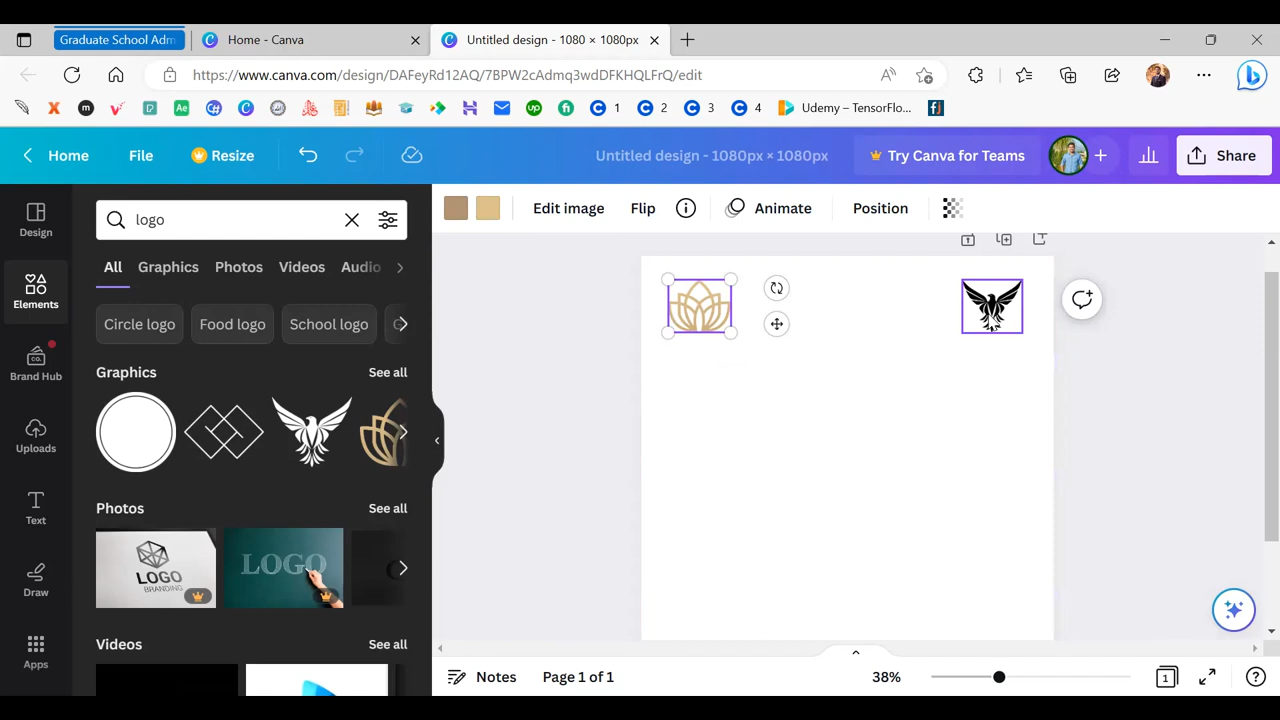 Graduate School Adm
Home - Canva
Untitled design - 1080 × 1080px
https://www.canva.com/design/DAFeyRd12AQ/7BPW2cAdmq3wdDFKHQLFrQ/edit
1
2
3
4
Udemy – TensorFlo...
Home
File
Resize
Untitled design - 1080px × 1080px
Try Canva for Teams
Share
Design
Elements
Brand Hub
Uploads
Text
Draw
Apps
logo
All
Graphics
Photos
Videos
Audio
Circle logo
Food logo
School logo
Graphics
See all
Photos
See all
LOGO
BRANDING
LOGO
Videos
See all
Edit image
Flip
Animate
Position
Notes
Page 1 of 1
38%
1